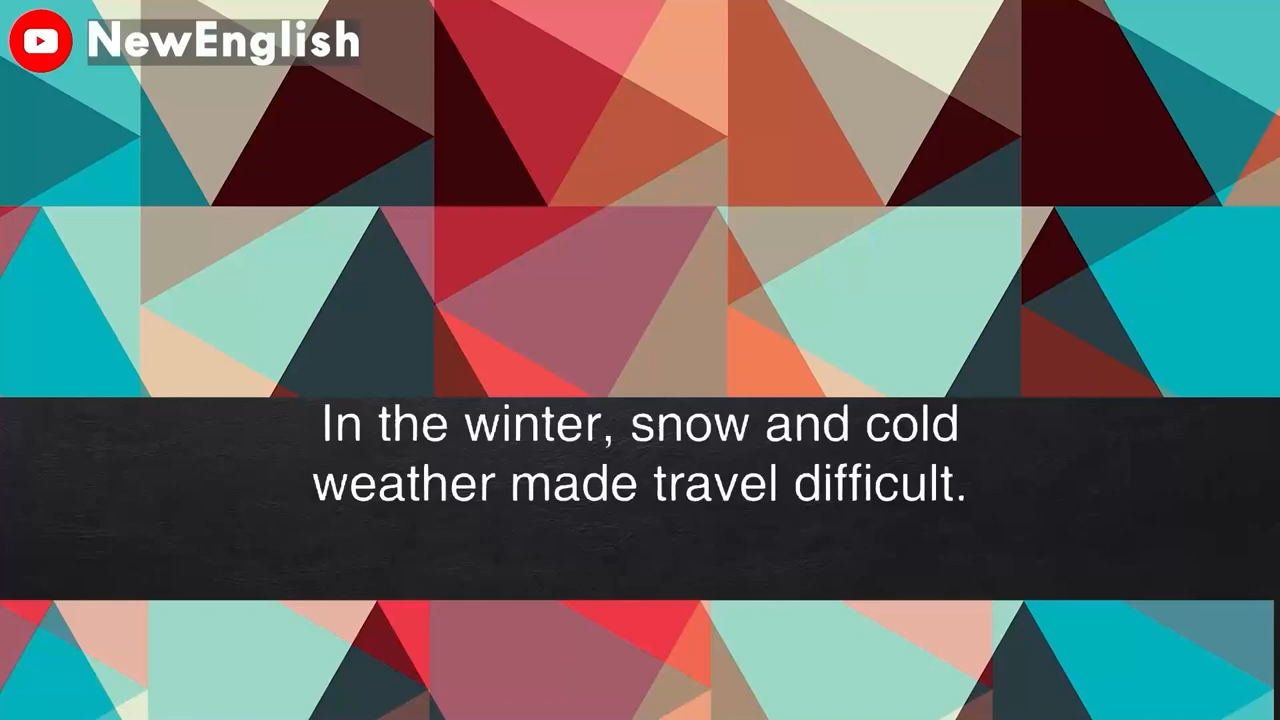 NewEnglish
In the winter, snow and cold
weather made travel difficult.